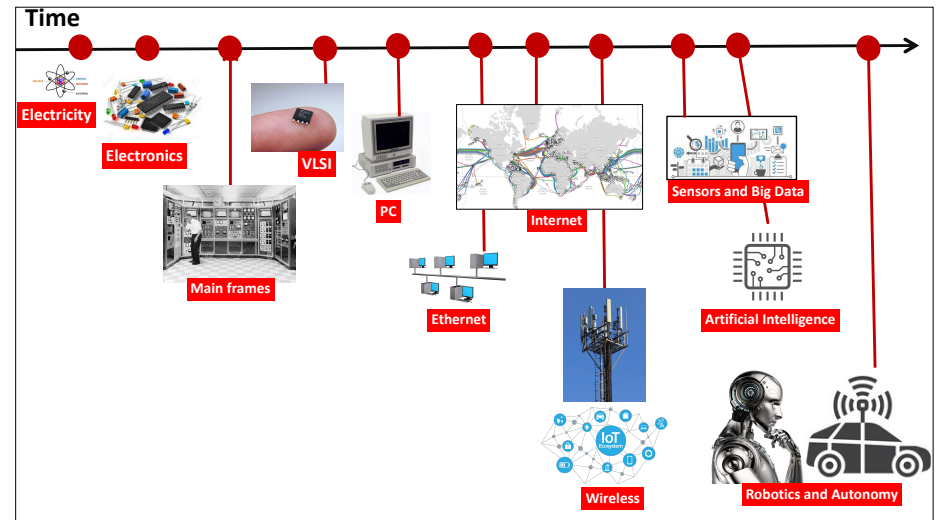 Time
Electricity
Electronics
Main frames
VLSI
PC
Ethernet
Internet
IoT
Ecosystem
Wireless
Sensors and Big Data
Artificial Intelligence
Robotics and Autonomy